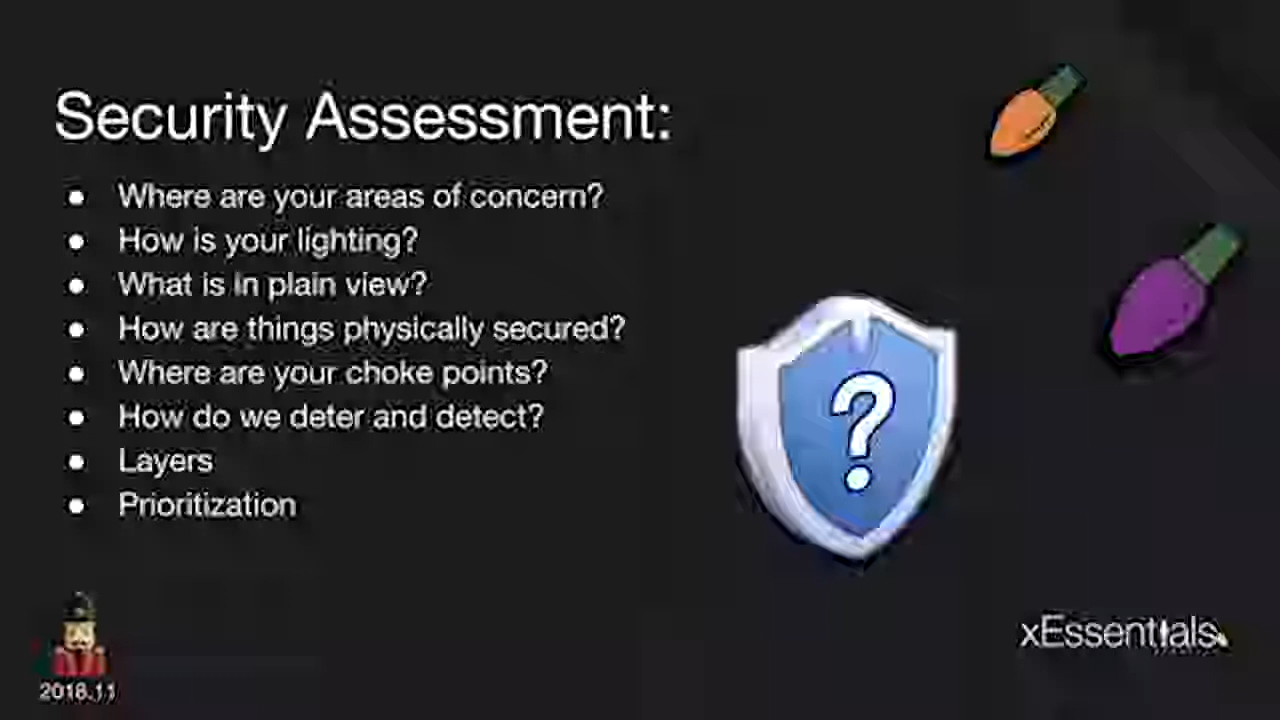 Security Assessment:
● Where are your areas of concern?
● How is your lighting?
● What is in plain view?
● How are things physically secured?
● Where are your choke points?
● How do we deter and detect?
● Layers
● Prioritization
?
xEssentials
2018.11